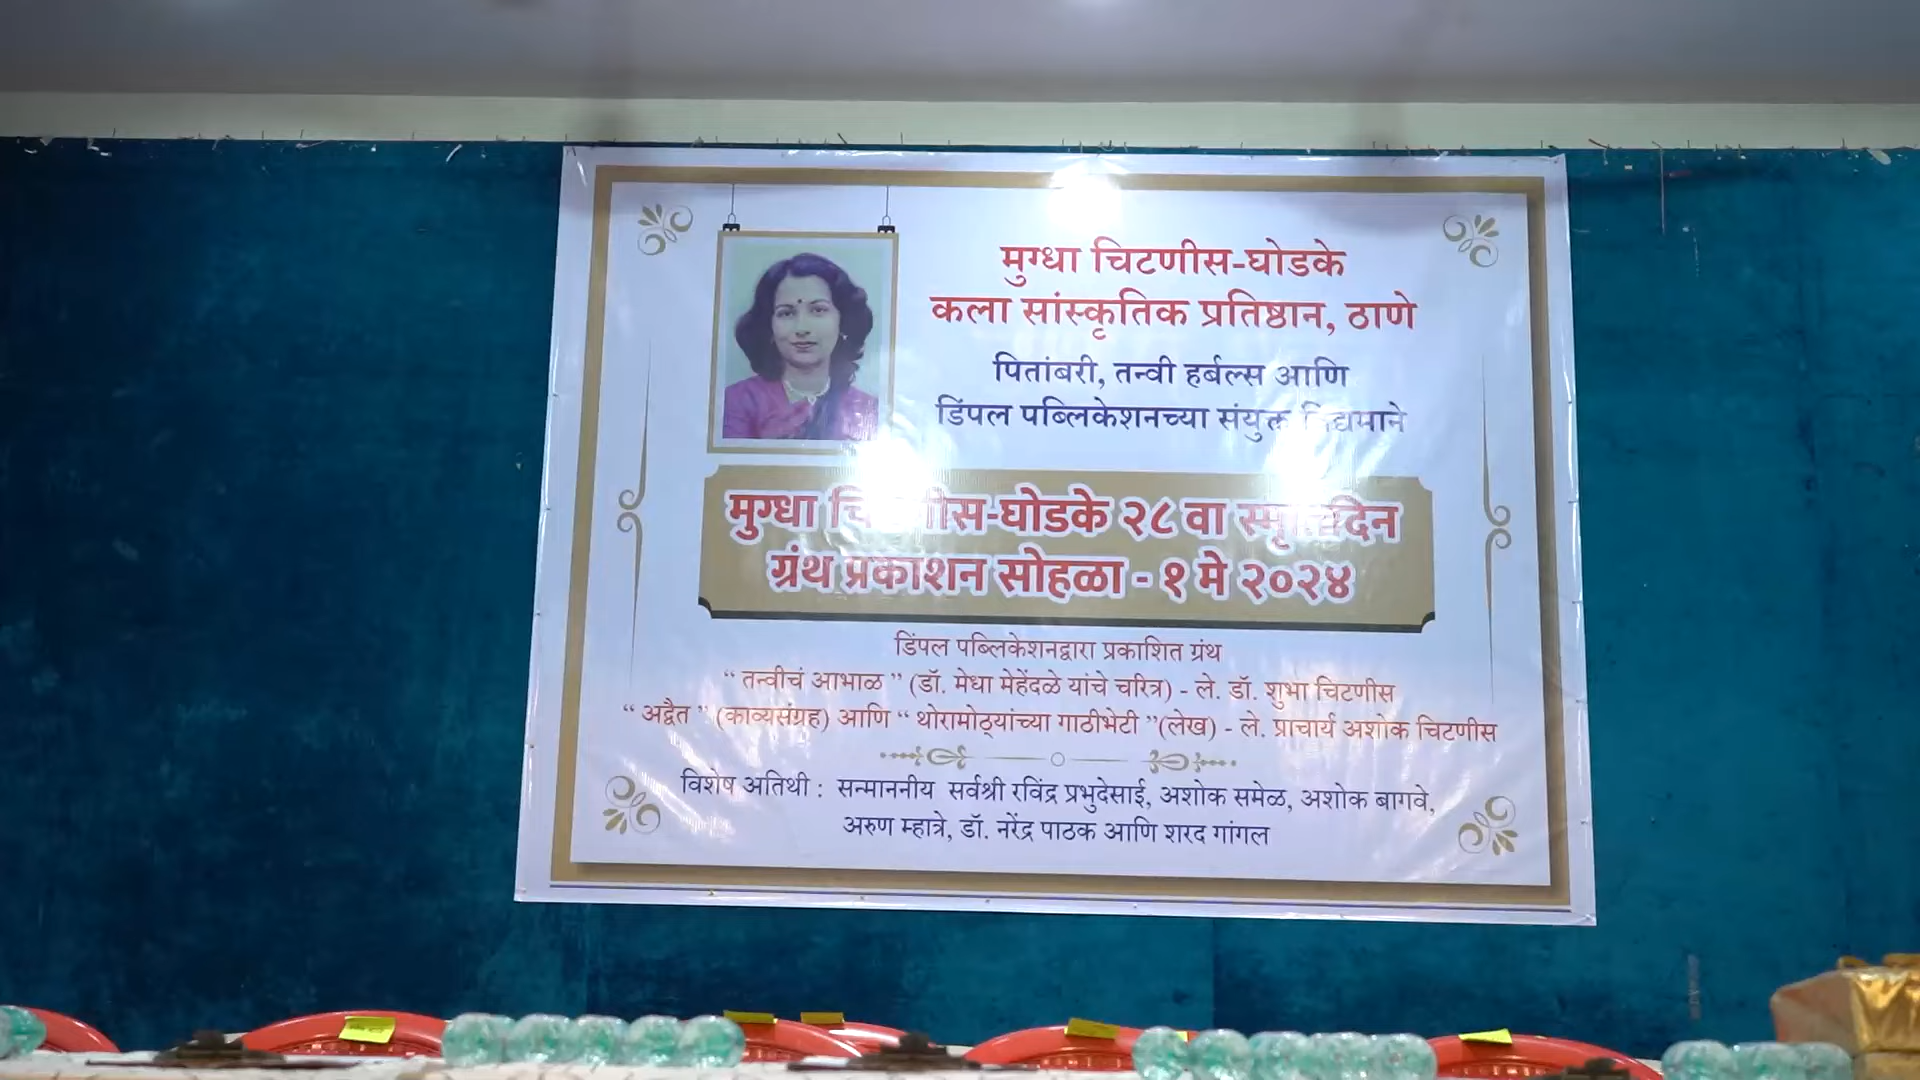 मुग्धा चिटणीस-घोडके
कला सांस्कृतिक प्रतिष्ठान, ठाणे
पितांबरी, तन्वी हर्बल्स आणि
डिंपल पब्लिकेशनच्या संयुक्त विद्यमाने
मुग्धा चिटणीस-घोडके २८ वा स्मृतिदिन
ग्रंथ प्रकाशन सोहळा - १ मे २०२४
डिंपल पब्लिकेशनद्वारा प्रकाशित ग्रंथ
“ तन्वीचं आभाळ ” (डॉ. मेधा मेहेंदळे यांचे चरित्र) - ले. डॉ. शुभा चिटणीस
“ अद्वैत ” (काव्यसंग्रह) आणि “ थोरामोठ्यांच्या गाठीभेटी ”(लेख) - ले. प्राचार्य अशोक चिटणीस
विशेष अतिथी : सन्माननीय सर्वश्री रविंद्र प्रभुदेसाई, अशोक समेळ, अशोक बागवे,
अरुण म्हात्रे, डॉ. नरेंद्र पाठक आणि शरद गांगल